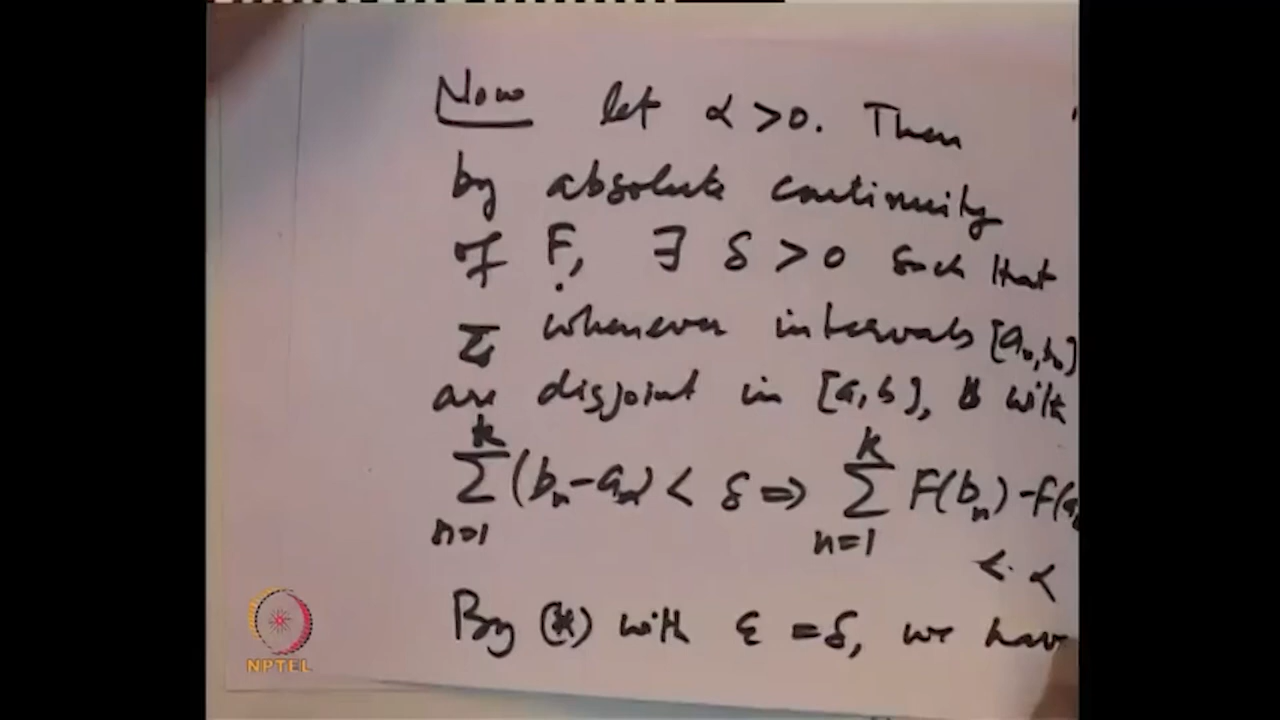 Now let α > 0. Then
by absolute continuity
of F, ∃ δ > 0 such that
Σ whenever intervals [aₙ, bₙ]
are disjoint in [a, b], with
k k
Σ (bₙ - aₙ) < δ ⇒ Σ F(bₙ) - F(a
n=1 n=1
< α
By (*) with ε = δ, we have
NPTEL